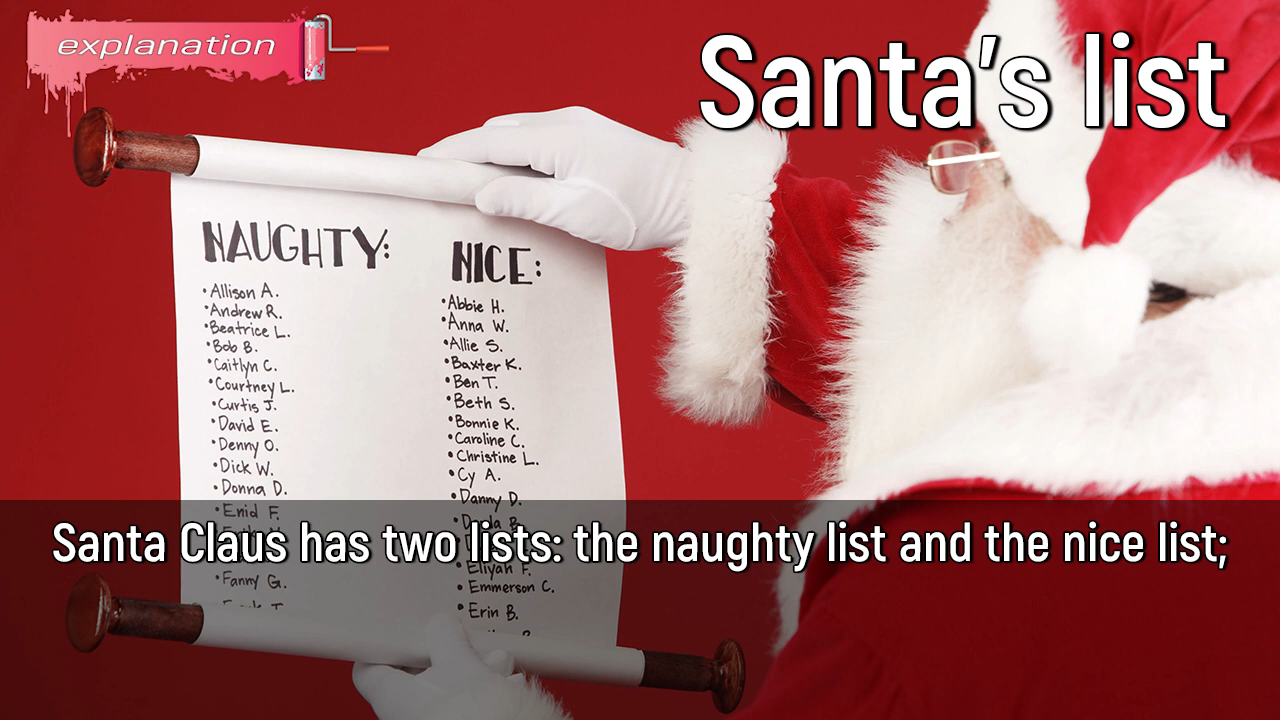 explanation
Santa's list
NAUGHTY:
• Allison A.
• Andrew R.
• Beatrice L.
• Bob B.
• Caitlyn C.
• Courtney L.
• Curtis J.
• David E.
• Denny O.
• Dick W.
• Donna D.
• Enid F.
• Fanny G.
NICE:
• Abbie H.
• Anna W.
• Allie S.
• Baxter K.
• Ben T.
• Beth S.
• Bonnie K.
• Caroline C.
• Christine L.
• Cy A.
• Danny D.
• Eliyah F.
• Emmerson C.
• Erin B.
Santa Claus has two lists: the naughty list and the nice list;